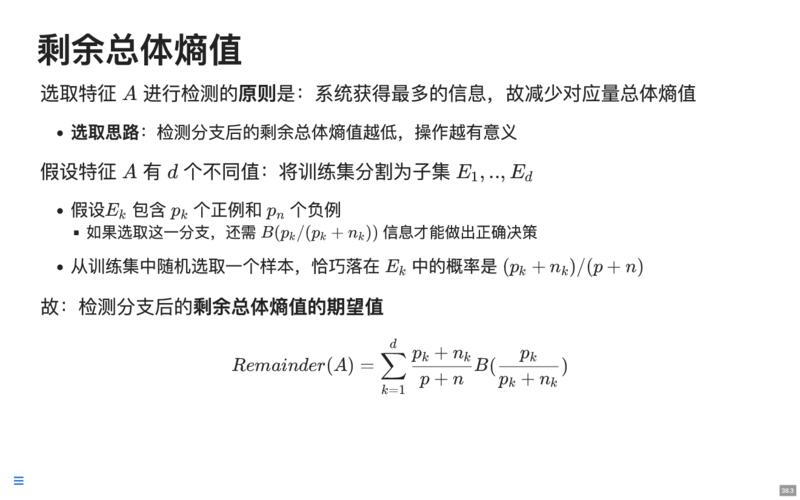 剩余总体熵值
选取特征 A 进行检测的原则是：系统获得最多的信息，故减少对应量总体熵值
• 选取思路：检测分支后的剩余总体熵值越低，操作越有意义
假设特征 A 有 d 个不同值：将训练集分割为子集 E₁, .., E_d
• 假设E_k 包含 p_k 个正例和 p_n 个负例
▪ 如果选取这一分支，还需 B(p_k/(p_k + n_k)) 信息才能做出正确决策
• 从训练集中随机选取一个样本，恰巧落在 E_k 中的概率是 (p_k + n_k)/(p + n)
故：检测分支后的剩余总体熵值的期望值
Remainder(A) = \sum_{k=1}^{d} \frac{p_k + n_k}{p + n} B(\frac{p_k}{p_k + n_k})
38.3